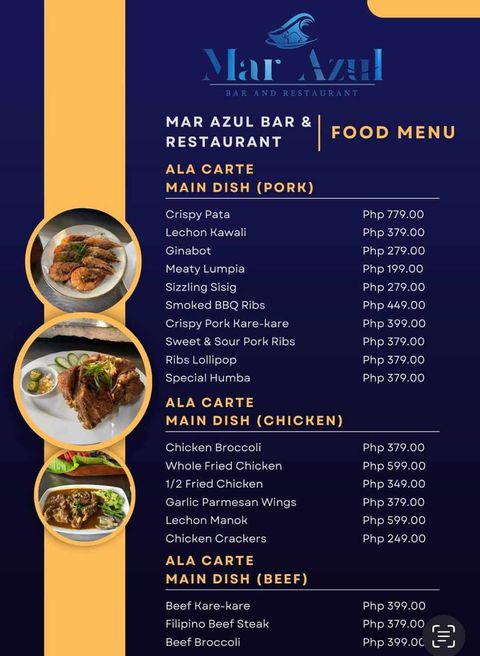 Mar Azul
BAR AND RESTAURANT
MAR AZUL BAR &
RESTAURANT
FOOD MENU
ALA CARTE
MAIN DISH (PORK)
Crispy Pata Php 779.00
Lechon Kawali Php 379.00
Ginabot Php 279.00
Meaty Lumpia Php 199.00
Sizzling Sisig Php 279.00
Smoked BBQ Ribs Php 449.00
Crispy Pork Kare-kare Php 399.00
Sweet & Sour Pork Ribs Php 379.00
Ribs Lollipop Php 379.00
Special Humba Php 379.00
ALA CARTE
MAIN DISH (CHICKEN)
Chicken Broccoli Php 379.00
Whole Fried Chicken Php 599.00
1/2 Fried Chicken Php 349.00
Garlic Parmesan Wings Php 379.00
Lechon Manok Php 599.00
Chicken Crackers Php 249.00
ALA CARTE
MAIN DISH (BEEF)
Beef Kare-kare Php 399.00
Filipino Beef Steak Php 379.00
Beef Broccoli Php 399.00